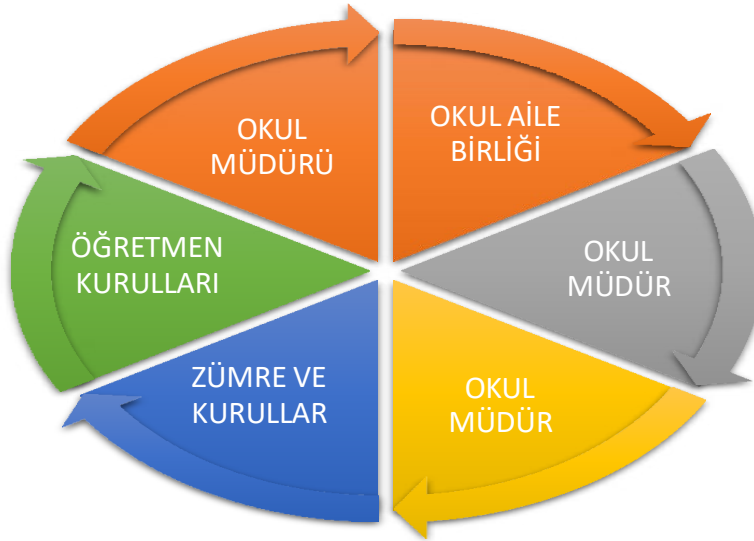 OKUL
MÜDÜRÜ
OKUL AİLE
BİRLİĞİ
OKUL
MÜDÜR
OKUL
MÜDÜR
ZÜMRE VE
KURULLAR
ÖĞRETMEN
KURULLARI